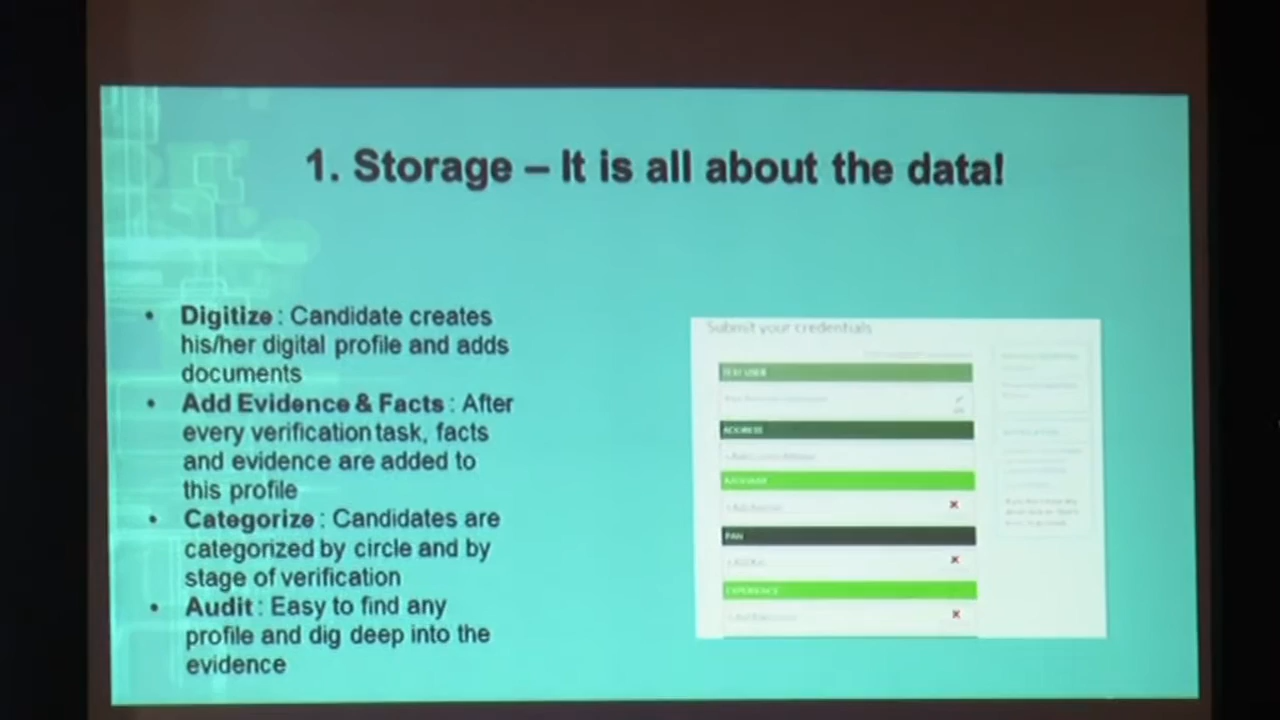 1. Storage – It is all about the data!
• Digitize : Candidate creates
his/her digital profile and adds
documents
• Add Evidence & Facts : After
every verification task, facts
and evidence are added to
this profile
• Categorize : Candidates are
categorized by circle and by
stage of verification
• Audit : Easy to find any
profile and dig deep into the
evidence
Submit your credentials
TEST USER
ADDRESS
PAN
EXPERIENCE